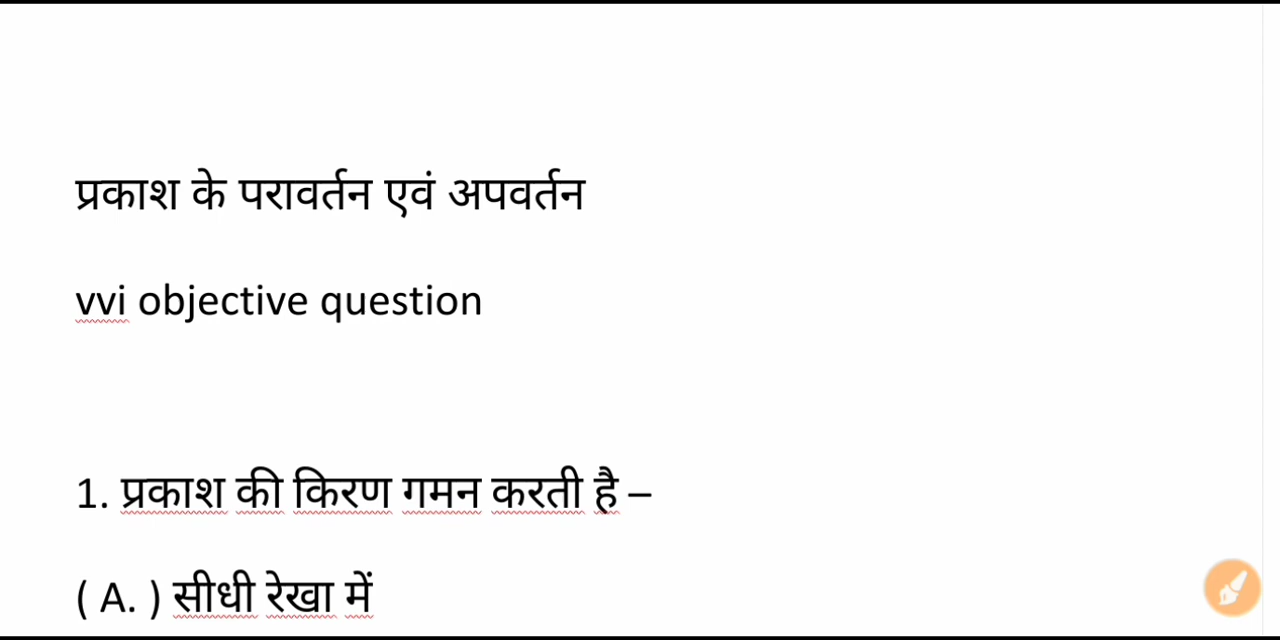 प्रकाश के परावर्तन एवं अपवर्तन
vvi objective question
1. प्रकाश की किरण गमन करती है –
( A. ) सीधी रेखा में